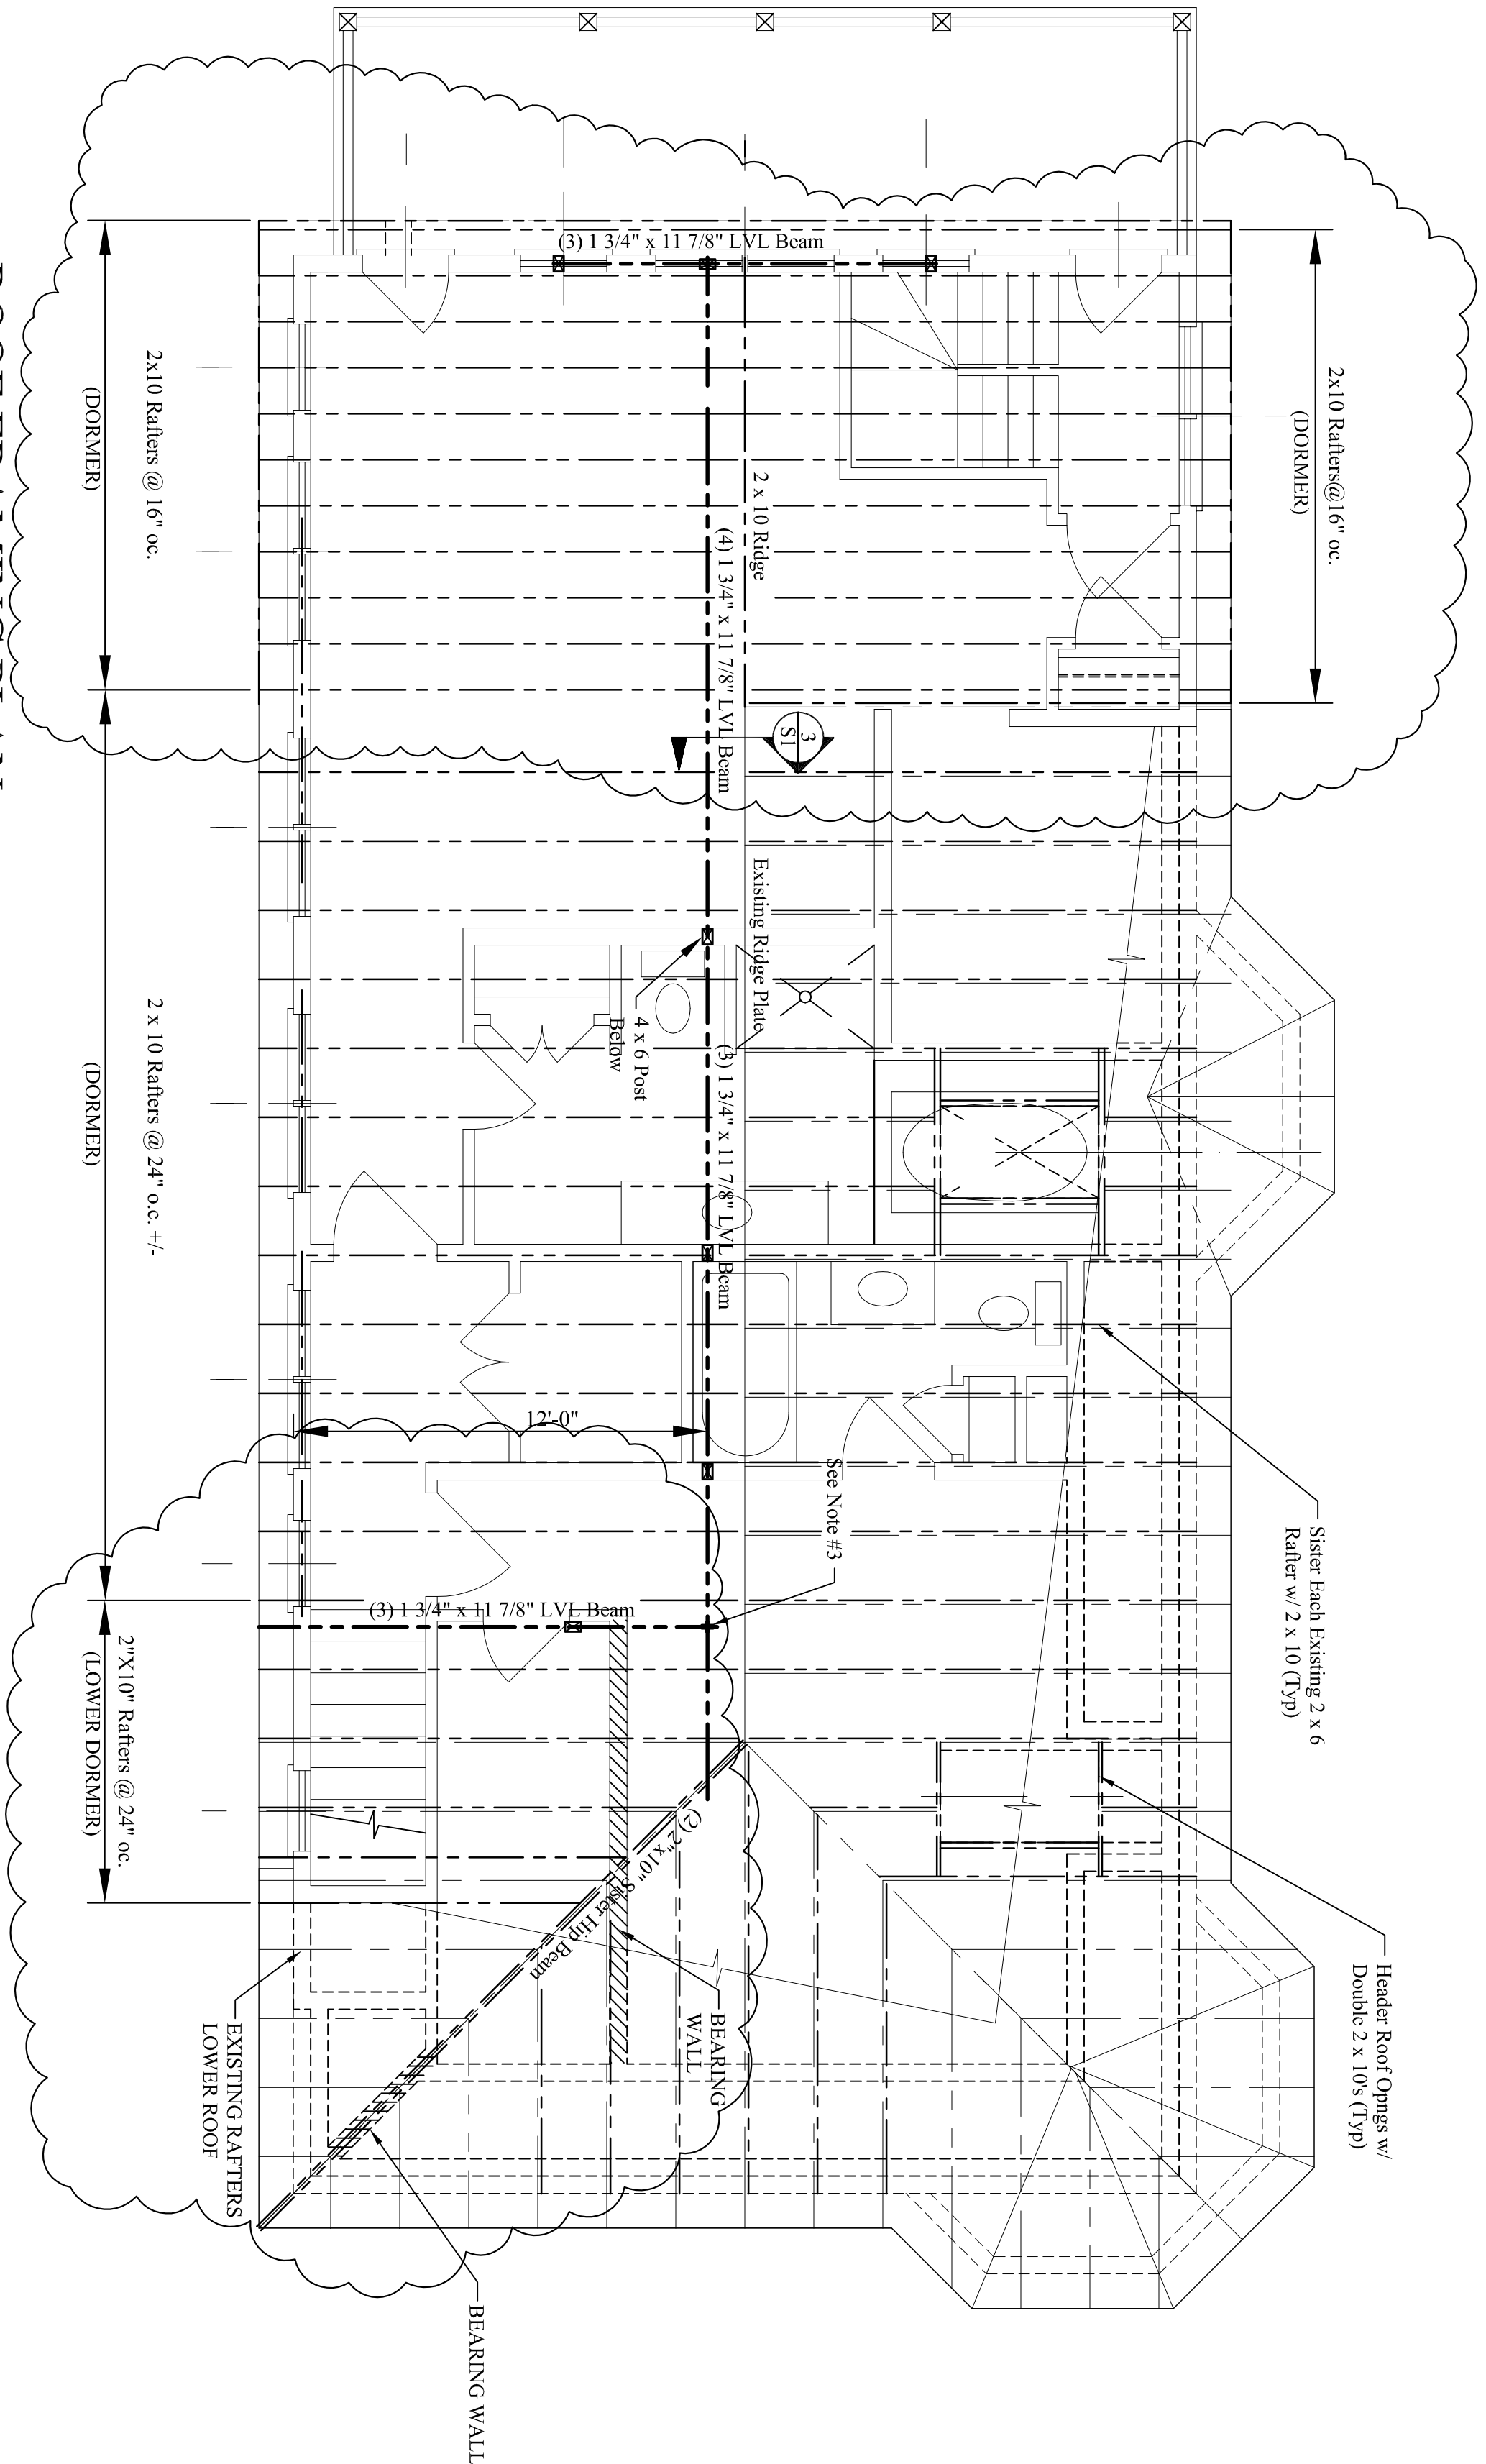 (3) 1 3/4" x 11 7/8" LVL Beam
2x10 Rafters@16" oc.
(DORMER)
2x10 Rafters @ 16" oc.
(DORMER)
2 x 10 Ridge
(4) 1 3/4" x 11 7/8" LVL Beam
3
S1
Existing Ridge Plate
4 x 6 Post
Below
(3) 1 3/4" x 11 7/8" LVL Beam
2 x 10 Rafters @ 24" o.c. +/-
(DORMER)
12'-0"
See Note #3
Sister Each Existing 2 x 6
Rafter w/ 2 x 10 (Typ)
(3) 1 3/4" x 11 7/8" LVL Beam
2"X10" Rafters @ 24" oc.
(LOWER DORMER)
(2) 2"x10" Sister Hip Beam
Header Roof Opngs w/
Double 2 x 10's (Typ)
BEARING
WALL
EXISTING RAFTERS
LOWER ROOF
BEARING WALL